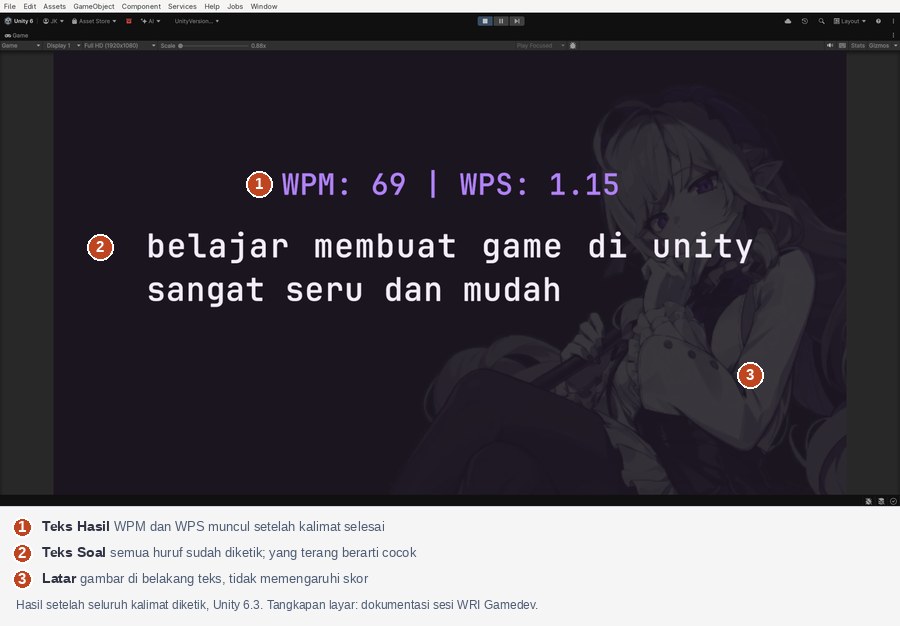 File Edit Assets GameObject Component Services Help Jobs Window
Unity 6 JK Asset Store AI UnityVersion... Layout
Game
Game Display 1 Full HD (1920x1080) Scale 0.88x Play Focused Stats Gizmos
1 WPM: 69 | WPS: 1.15
2 belajar membuat game di unity
sangat seru dan mudah
3
1 Teks Hasil WPM dan WPS muncul setelah kalimat selesai
2 Teks Soal semua huruf sudah diketik; yang terang berarti cocok
3 Latar gambar di belakang teks, tidak memengaruhi skor
Hasil setelah seluruh kalimat diketik, Unity 6.3. Tangkapan layar: dokumentasi sesi WRI Gamedev.